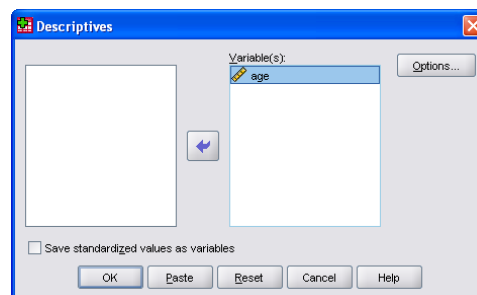 Descriptives
Variable(s):
age
Options...
Save standardized values as variables
OK Paste Reset Cancel Help